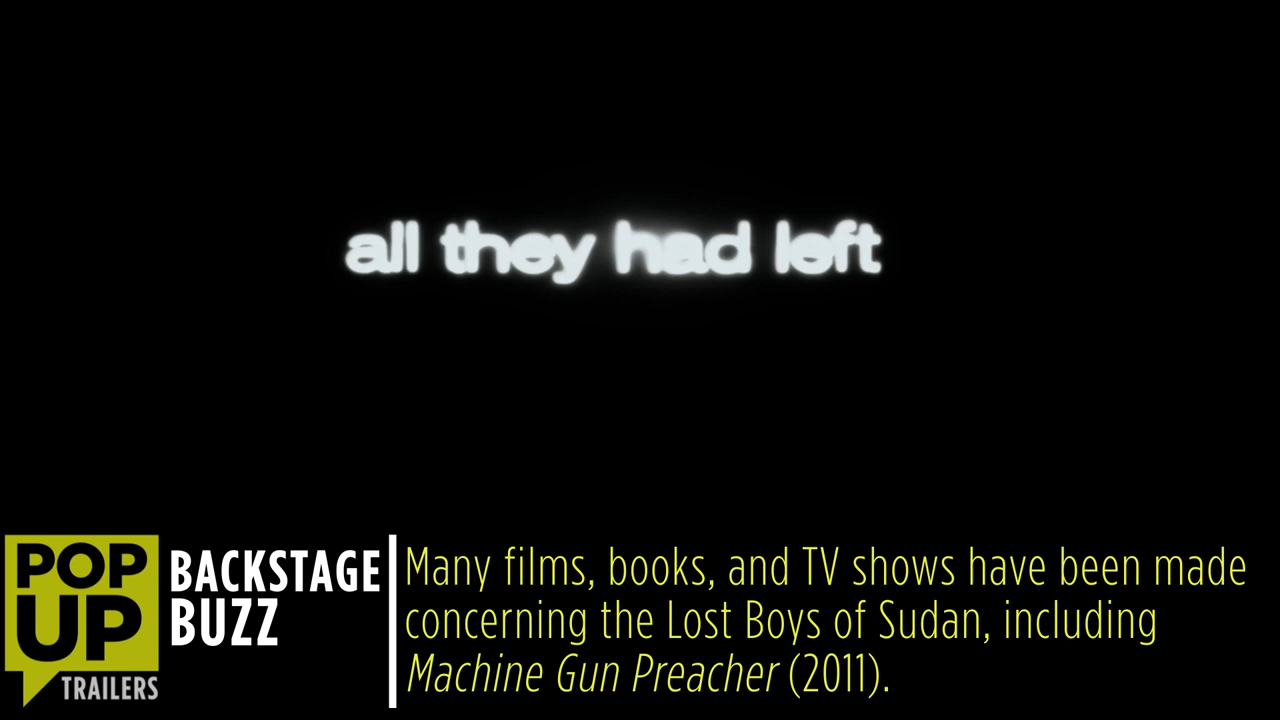 all they had left
POP
UP
TRAILERS
BACKSTAGE
BUZZ
Many films, books, and TV shows have been made
concerning the Lost Boys of Sudan, including
Machine Gun Preacher (2011).